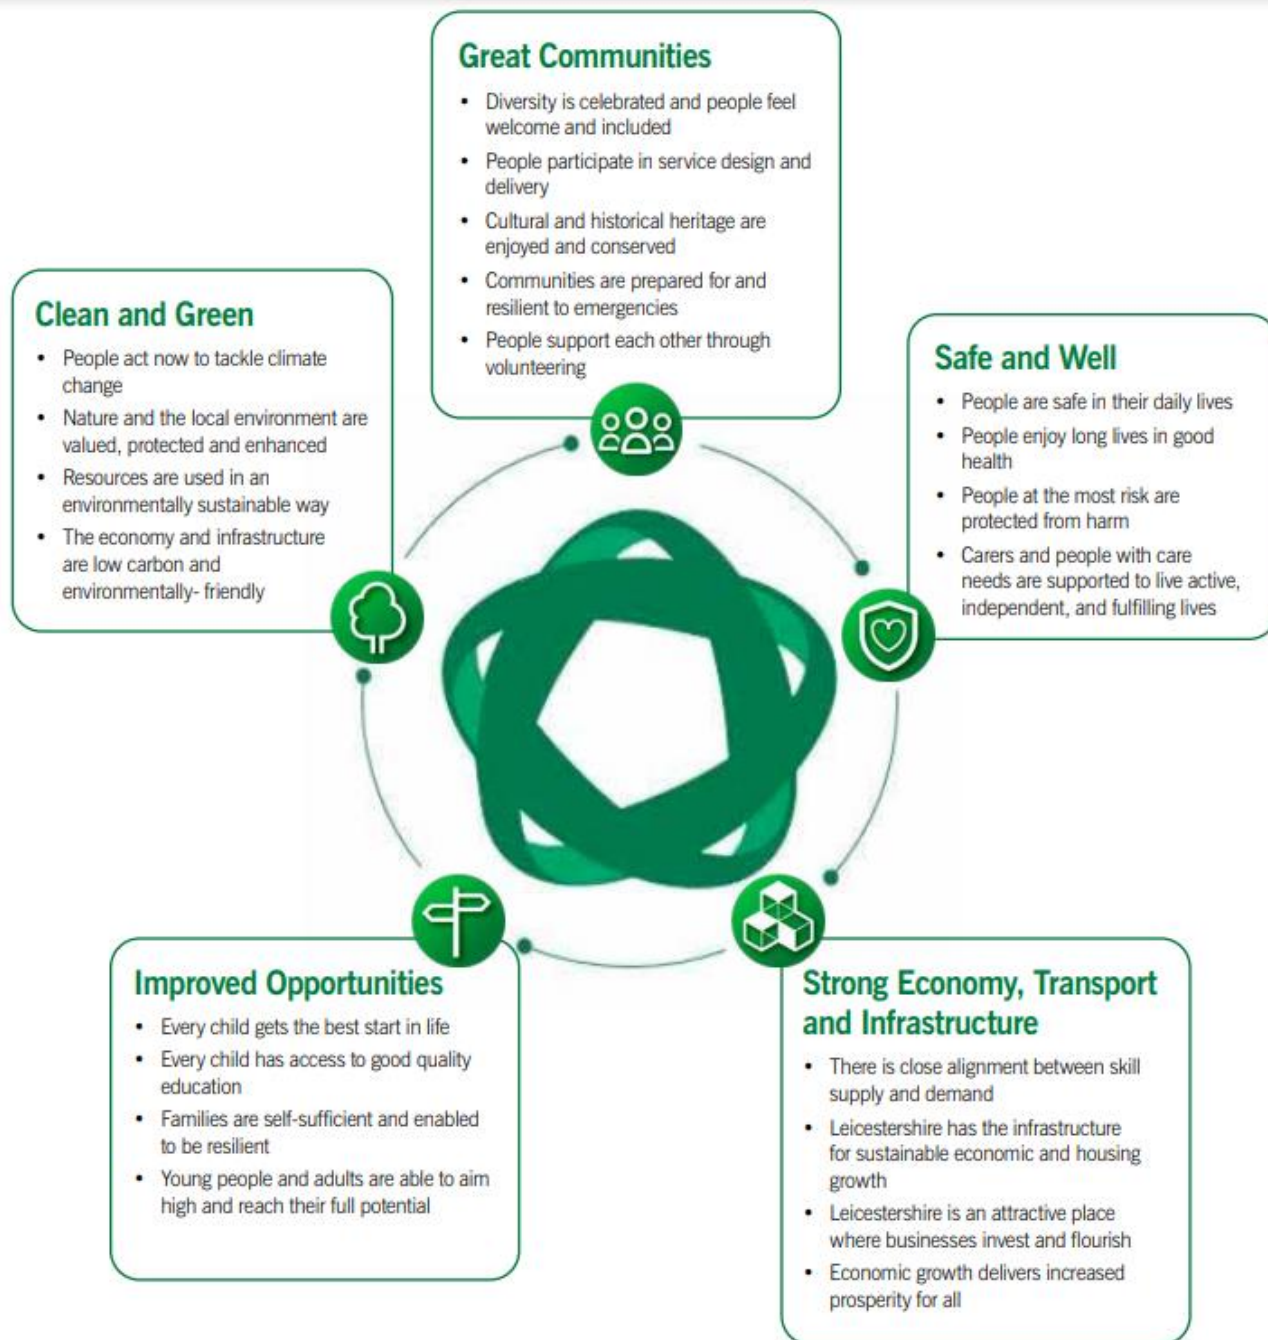 Great Communities
• Diversity is celebrated and people feel
welcome and included
• People participate in service design and
delivery
• Cultural and historical heritage are
enjoyed and conserved
• Communities are prepared for and
resilient to emergencies
• People support each other through
volunteering
Clean and Green
• People act now to tackle climate
change
• Nature and the local environment are
valued, protected and enhanced
• Resources are used in an
environmentally sustainable way
• The economy and infrastructure
are low carbon and
environmentally- friendly
Safe and Well
• People are safe in their daily lives
• People enjoy long lives in good
health
• People at the most risk are
protected from harm
• Carers and people with care
needs are supported to live active,
independent, and fulfilling lives
Improved Opportunities
• Every child gets the best start in life
• Every child has access to good quality
education
• Families are self-sufficient and enabled
to be resilient
• Young people and adults are able to aim
high and reach their full potential
Strong Economy, Transport
and Infrastructure
• There is close alignment between skill
supply and demand
• Leicestershire has the infrastructure
for sustainable economic and housing
growth
• Leicestershire is an attractive place
where businesses invest and flourish
• Economic growth delivers increased
prosperity for all